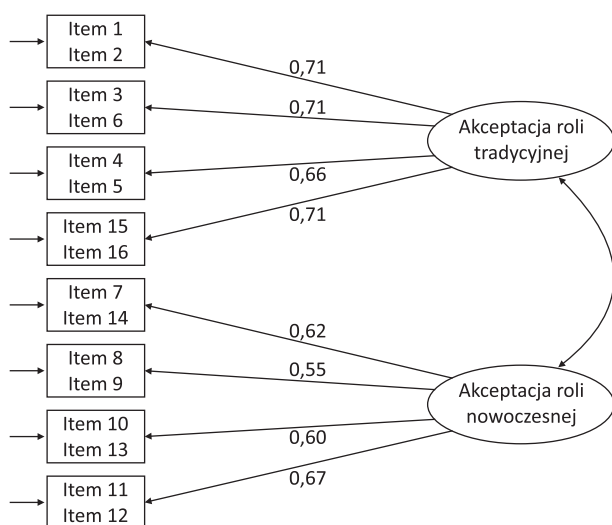 Item 1
Item 2
0,71
Item 3
Item 6
0,71
Akceptacja roli
tradycyjnej
Item 4
Item 5
0,66
Item 15
Item 16
0,71
Item 7
Item 14
0,62
Item 8
Item 9
0,55
Akceptacja roli
nowoczesnej
Item 10
Item 13
0,60
Item 11
Item 12
0,67